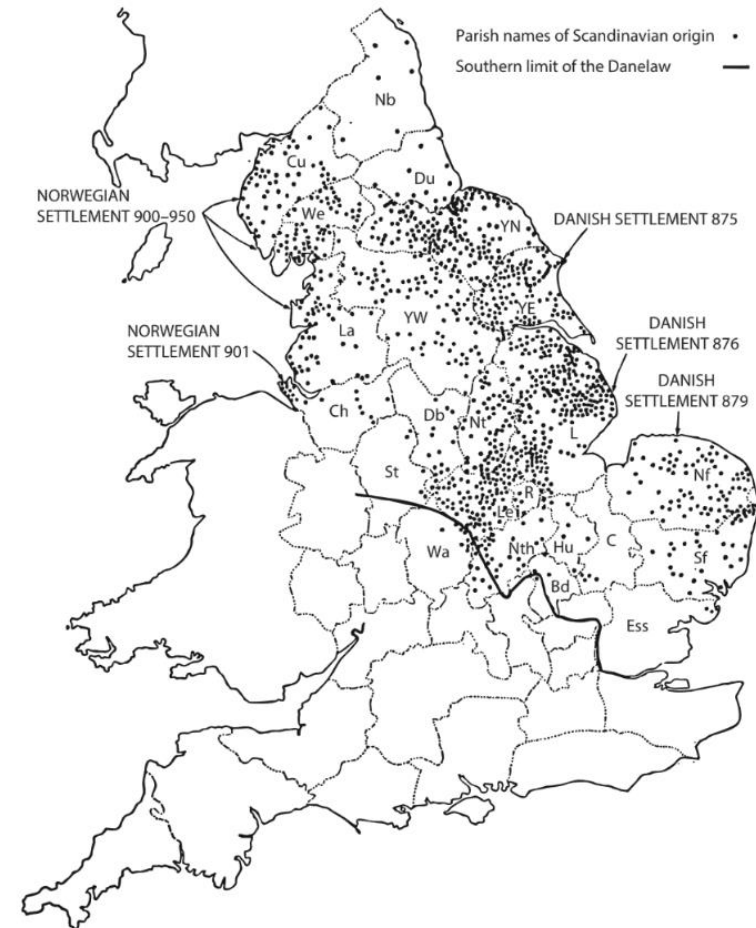 Parish names of Scandinavian origin
Southern limit of the Danelaw
Nb
Cu
Du
NORWEGIAN
SETTLEMENT 900–950
We
YN
DANISH SETTLEMENT 875
YW
YE
La
NORWEGIAN
SETTLEMENT 901
DANISH
SETTLEMENT 876
DANISH
SETTLEMENT 879
Ch
Db
Nt
L
St
Nf
R
Le
Wa
Nth
Hu
C
Sf
Bd
Ess